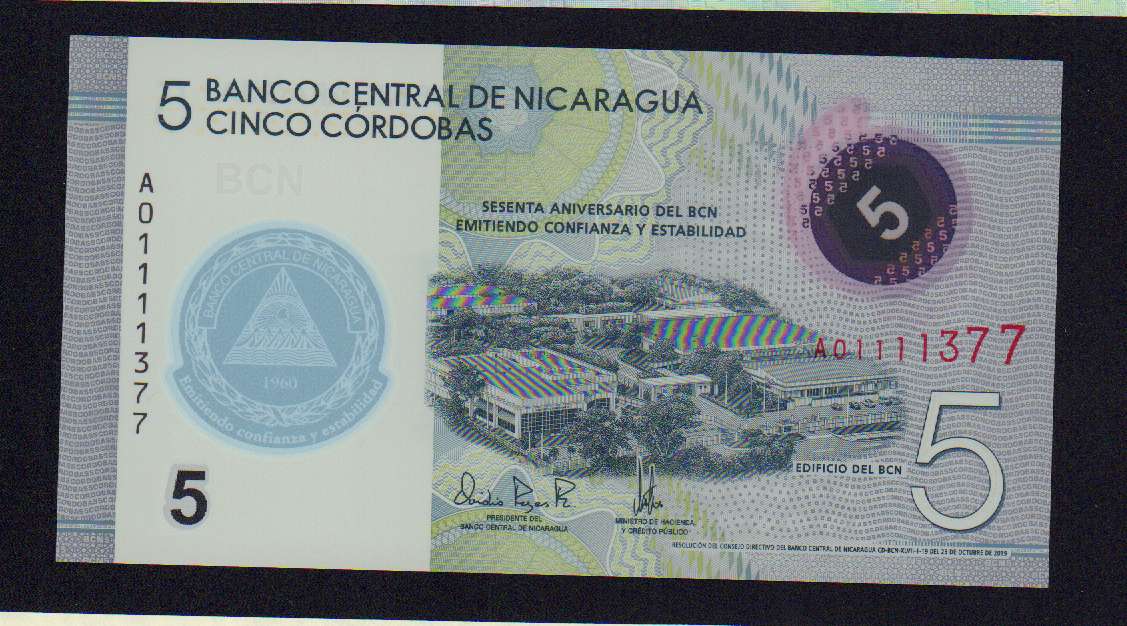 5 BANCO CENTRAL DE NICARAGUA
CINCO CÓRDOBAS
BCN
A01111377
SESENTA ANIVERSARIO DEL BCN
EMITIENDO CONFIANZA Y ESTABILIDAD
5
BANCO CENTRAL DE NICARAGUA
1960
Emitiendo confianza y estabilidad
A01111377
5
EDIFICIO DEL BCN
5
PRESIDENTE DEL
BANCO CENTRAL DE NICARAGUA
MINISTRO DE HACIENDA
Y CRÉDITO PÚBLICO
RESOLUCIÓN DEL CONSEJO DIRECTIVO DEL BANCO CENTRAL DE NICARAGUA CD-BCN-XLVII-1-19 DEL 23 DE OCTUBRE DE 2019